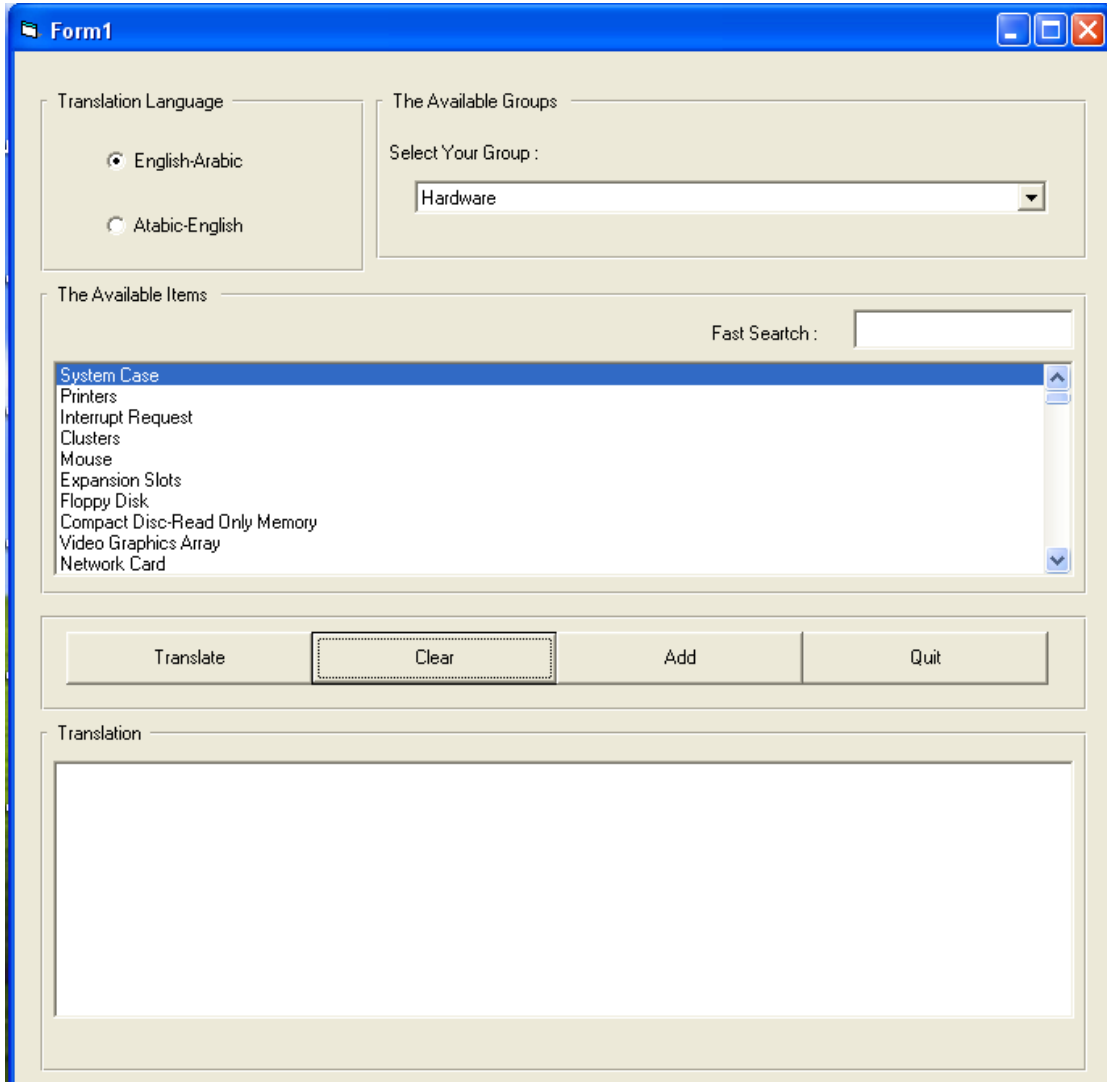 Form1
Translation Language
The Available Groups
English-Arabic
Atabic-English
Select Your Group :
Hardware
The Available Items
Fast Seartch :
System Case
Printers
Interrupt Request
Clusters
Mouse
Expansion Slots
Floppy Disk
Compact Disc-Read Only Memory
Video Graphics Array
Network Card
Translate Clear Add Quit
Translation